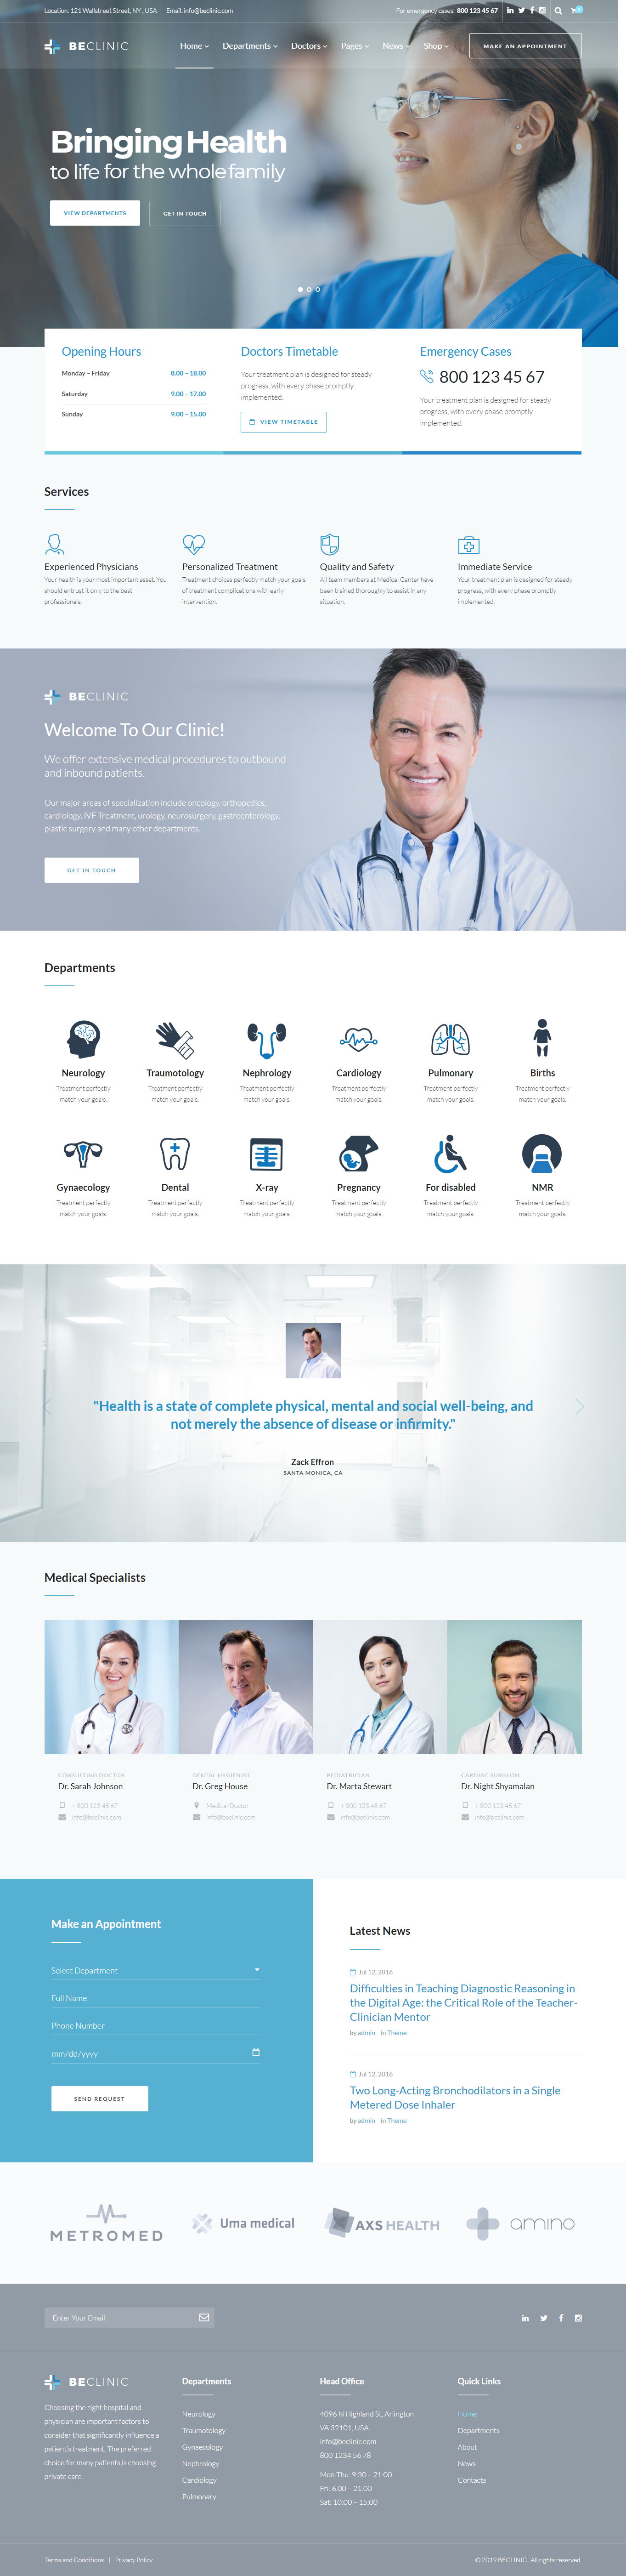 Location: 121 Wallstreet Street, NY , USA
Email: info@beclinic.com
For emergency cases: 800 123 45 67
BECLINIC
Home
Departments
Doctors
Pages
News
Shop
MAKE AN APPOINTMENT
Bringing Health
to life for the whole family
VIEW DEPARTMENTS
GET IN TOUCH
Opening Hours
Monday – Friday 8.00 – 18.00
Saturday 9.00 – 17.00
Sunday 9.00 – 15.00
Doctors Timetable
Your treatment plan is designed for steady
progress, with every phase promptly
implemented.
VIEW TIMETABLE
Emergency Cases
800 123 45 67
Your treatment plan is designed for steady
progress, with every phase promptly
implemented.
Services
Experienced Physicians
Your health is your most important asset. You
should entrust it only to the best
professionals.
Personalized Treatment
Treatment choices perfectly match your goals
of treatment complications with early
intervention.
Quality and Safety
All team members at Medical Center have
been trained thoroughly to assist in any
situation.
Immediate Service
Your treatment plan is designed for steady
progress, with every phase promptly
implemented.
BECLINIC
Welcome To Our Clinic!
We offer extensive medical procedures to outbound
and inbound patients.
Our major areas of specialization include oncology, orthopedics,
cardiology, IVF Treatment, urology, neurosurgery, gastroenterology,
plastic surgery and many other departments.
GET IN TOUCH
Departments
Neurology
Treatment perfectly
match your goals.
Traumotology
Treatment perfectly
match your goals.
Nephrology
Treatment perfectly
match your goals.
Cardiology
Treatment perfectly
match your goals.
Pulmonary
Treatment perfectly
match your goals.
Births
Treatment perfectly
match your goals.
Gynaecology
Treatment perfectly
match your goals.
Dental
Treatment perfectly
match your goals.
X-ray
Treatment perfectly
match your goals.
Pregnancy
Treatment perfectly
match your goals.
For disabled
Treatment perfectly
match your goals.
NMR
Treatment perfectly
match your goals.
"Health is a state of complete physical, mental and social well-being, and
not merely the absence of disease or infirmity."
Zack Effron
SANTA MONICA, CA
Medical Specialists
CONSULTING DOCTOR
Dr. Sarah Johnson
+ 800 123 45 67
info@beclinic.com
DENTAL HYGIENIST
Dr. Greg House
Medical Doctor
info@beclinic.com
PEDIATRICIAN
Dr. Marta Stewart
+ 800 123 45 67
info@beclinic.com
CARDIAC SURGEON
Dr. Night Shyamalan
+ 800 123 45 67
info@beclinic.com
Make an Appointment
Select Department
Full Name
Phone Number
mm/dd/yyyy
SEND REQUEST
Latest News
Jul 12, 2016
Difficulties in Teaching Diagnostic Reasoning in
the Digital Age: the Critical Role of the Teacher-
Clinician Mentor
by admin in Theme
Jul 12, 2016
Two Long-Acting Bronchodilators in a Single
Metered Dose Inhaler
by admin in Theme
METROMED
Uma medical
AXS HEALTH
amino
Enter Your Email
BECLINIC
Choosing the right hospital and
physician are important factors to
consider that significantly influence a
patient's treatment. The preferred
choice for many patients is choosing
private care.
Departments
Neurology
Traumotology
Gynaecology
Nephrology
Cardiology
Pulmonary
Head Office
4096 N Highland St, Arlington
VA 32101, USA
info@beclinic.com
800 1234 56 78
Mon-Thu: 9:30 – 21:00
Fri: 6:00 – 21:00
Sat: 10:00 – 15:00
Quick Links
Home
Departments
About
News
Contacts
Terms and Conditions | Privacy Policy
© 2019 BECLINIC . All rights reserved.